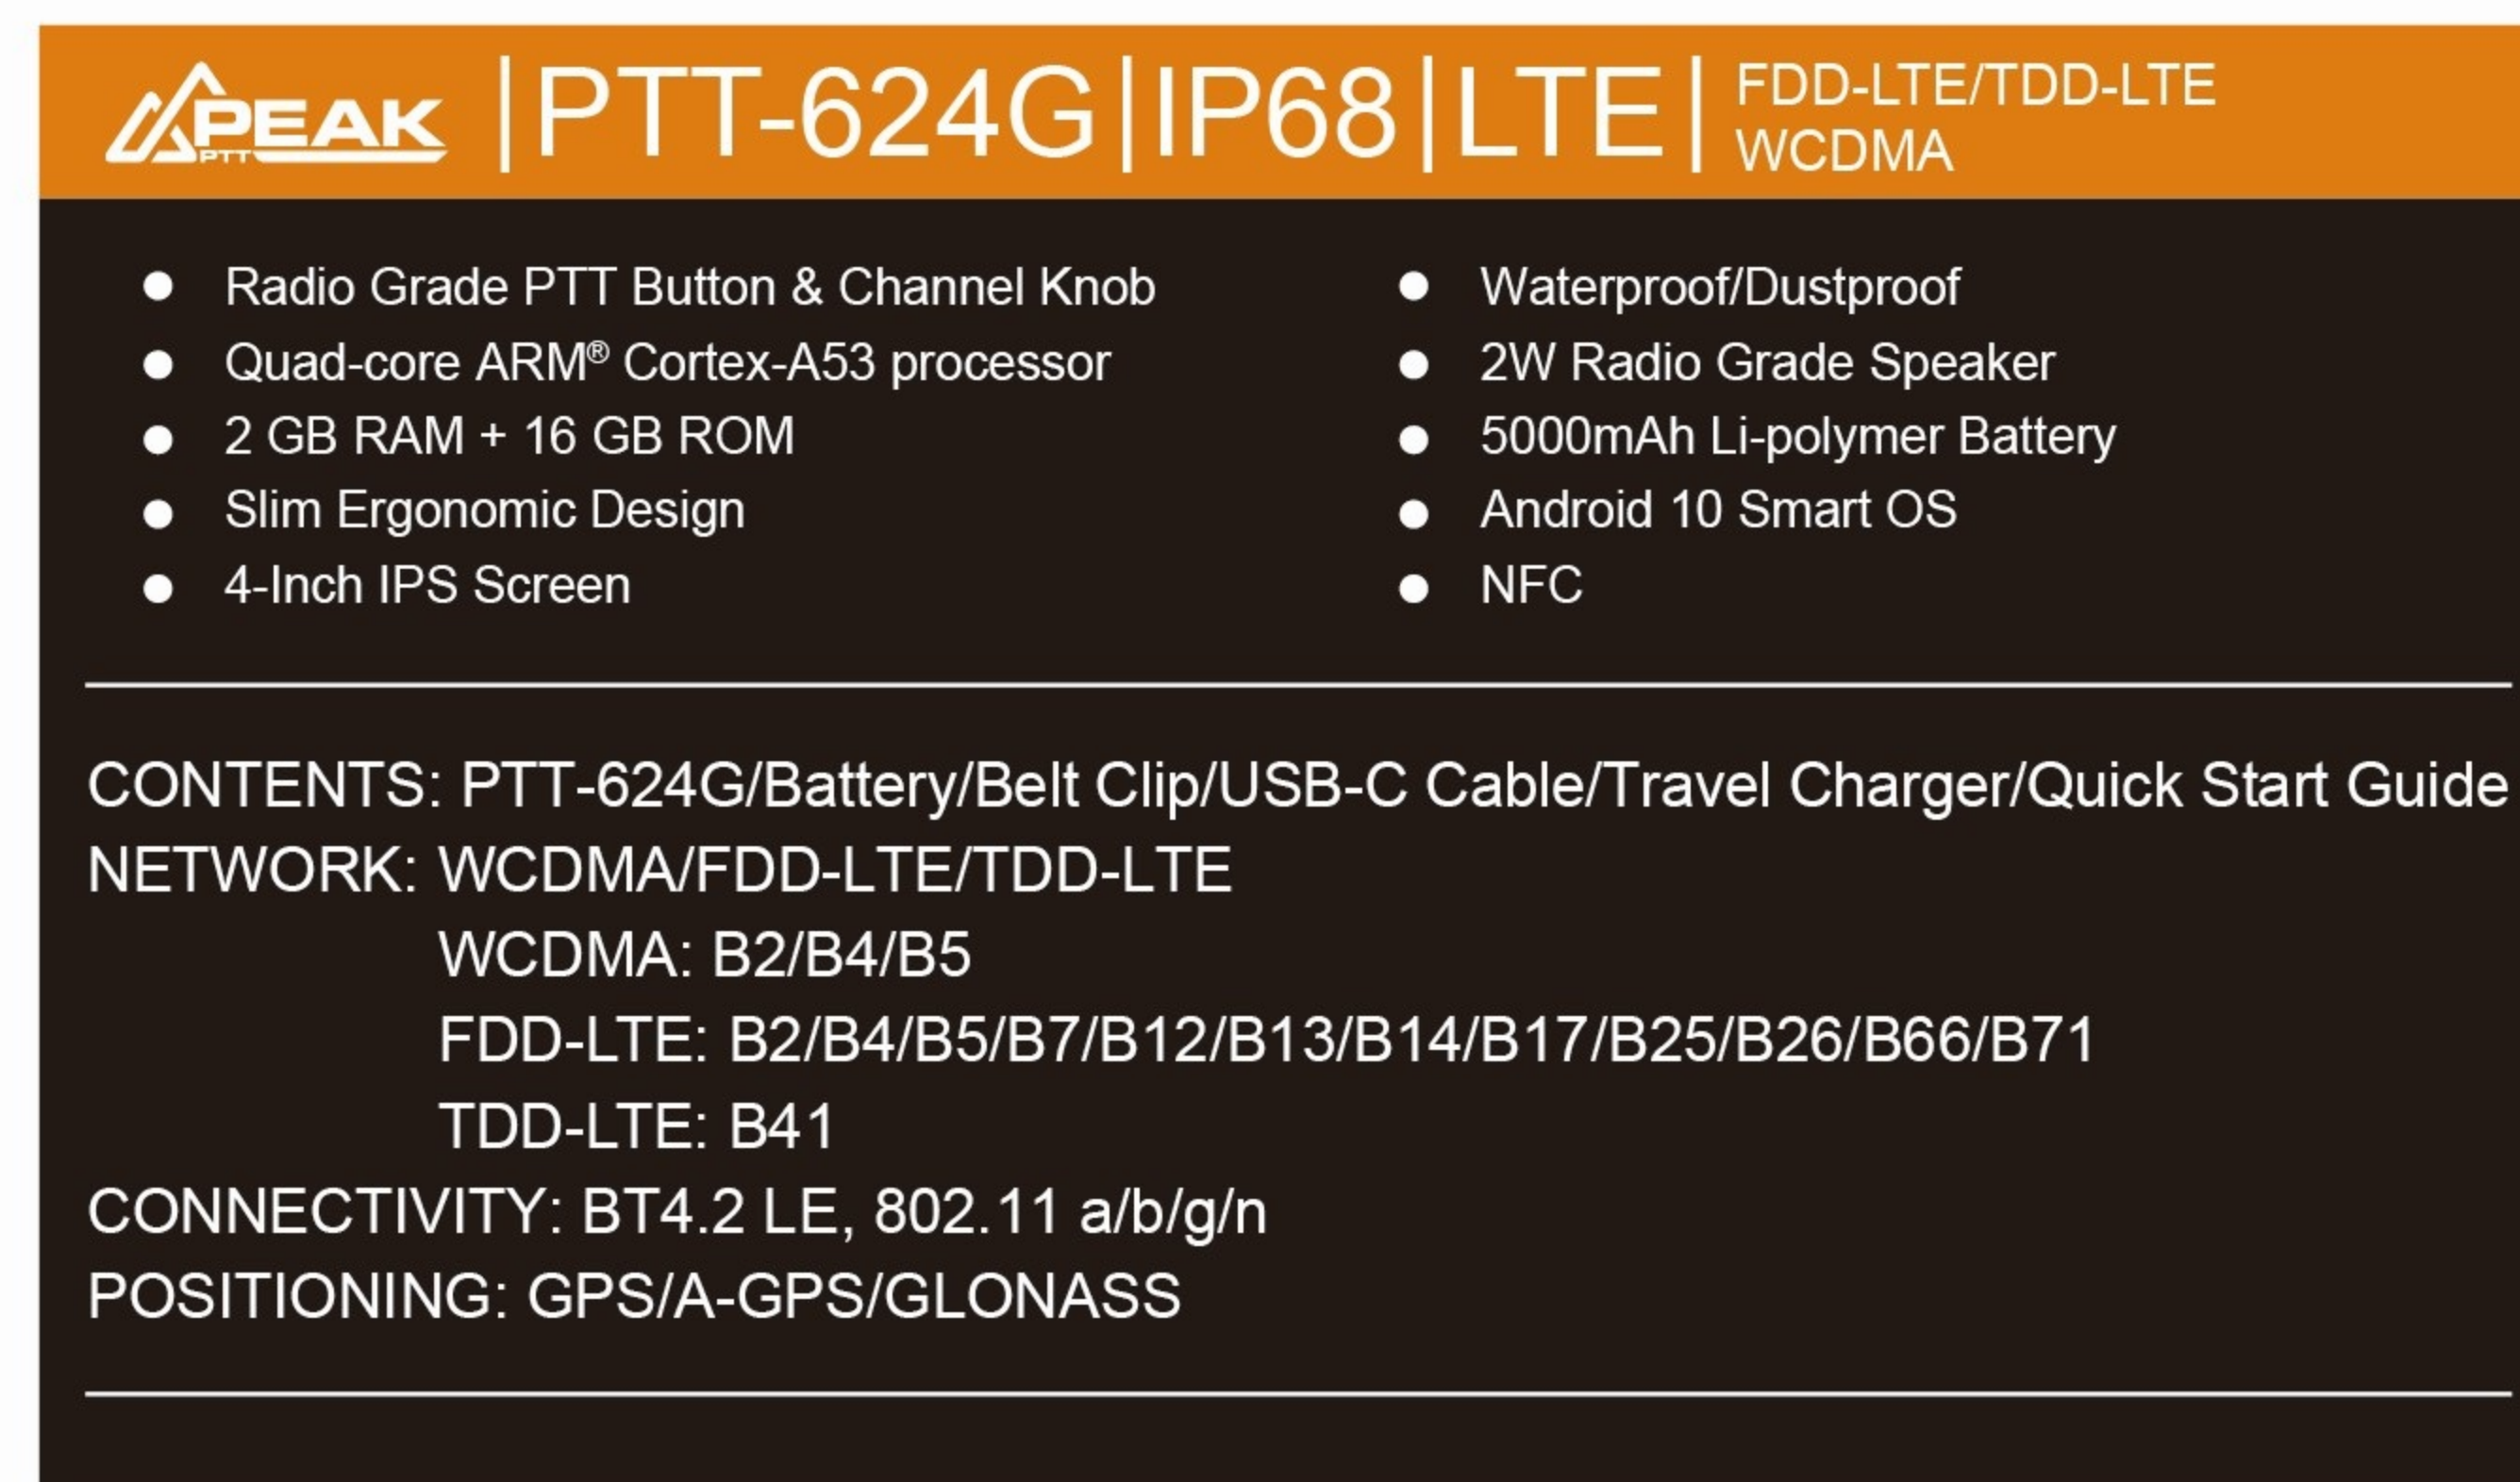 PEAK
PTT
PTT-624G|IP68|LTE
FDD-LTE/TDD-LTE
WCDMA
Radio Grade PTT Button & Channel Knob
Quad-core ARM® Cortex-A53 processor
2 GB RAM + 16 GB ROM
Slim Ergonomic Design
4-Inch IPS Screen
Waterproof/Dustproof
2W Radio Grade Speaker
5000mAh Li-polymer Battery
Android 10 Smart OS
NFC
CONTENTS: PTT-624G/Battery/Belt Clip/USB-C Cable/Travel Charger/Quick Start Guide
NETWORK: WCDMA/FDD-LTE/TDD-LTE
WCDMA: B2/B4/B5
FDD-LTE: B2/B4/B5/B7/B12/B13/B14/B17/B25/B26/B66/B71
TDD-LTE: B41
CONNECTIVITY: BT4.2 LE, 802.11 a/b/g/n
POSITIONING: GPS/A-GPS/GLONASS